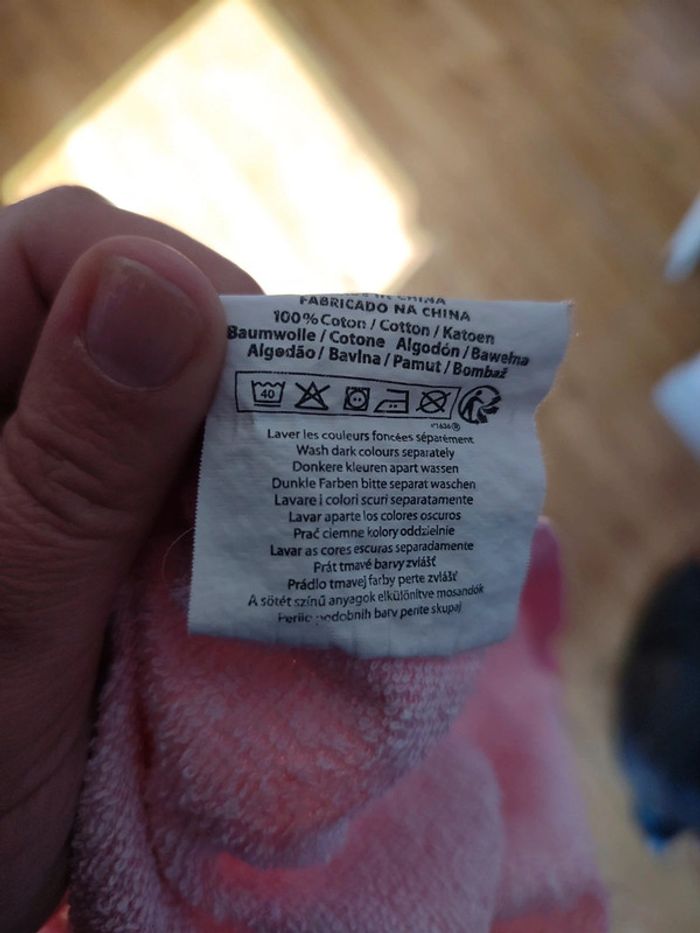 FABRICADO NA CHINA
100% Coton / Cotton / Katoen
Baumwolle / Cotone Algodón / Bawełna
Algodão / Bavlna / Pamut / Bombaž
40
Laver les couleurs foncées séparément
Wash dark colours separately
Donkere kleuren apart wassen
Dunkle Farben bitte separat waschen
Lavare i colori scuri separatamente
Lavar aparte los colores oscuros
Prać ciemne kolory oddzielnie
Lavar as cores escuras separadamente
Prát tmavé barvy zvlášť
Prádlo tmavej farby perte zvlášť
A sötét színű anyagok elkülönítve mosandók
podobnih barv perite skupaj